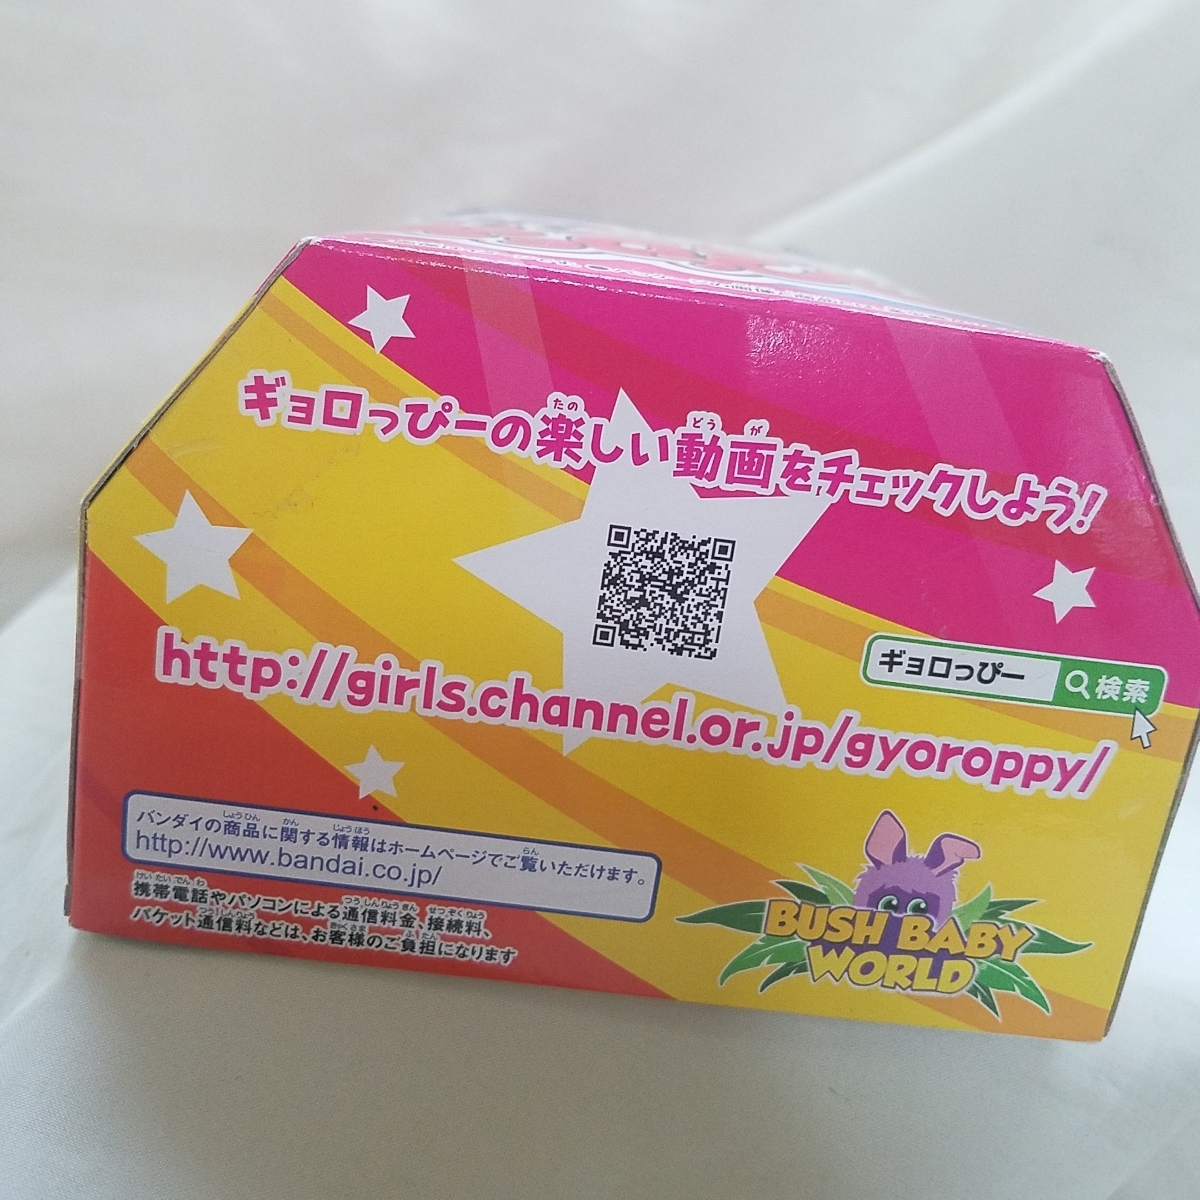 ギョロっぴーの楽しい動画をチェックしよう!
ギョロっぴー 検索
http://girls.channel.or.jp/gyoroppy/
バンダイの商品に関する情報はホームページでご覧いただけます。
http://www.bandai.co.jp/
携帯電話やパソコンによる通信料金、接続料、
パケット通信料などは、お客様のご負担になります
BUSH BABY
WORLD